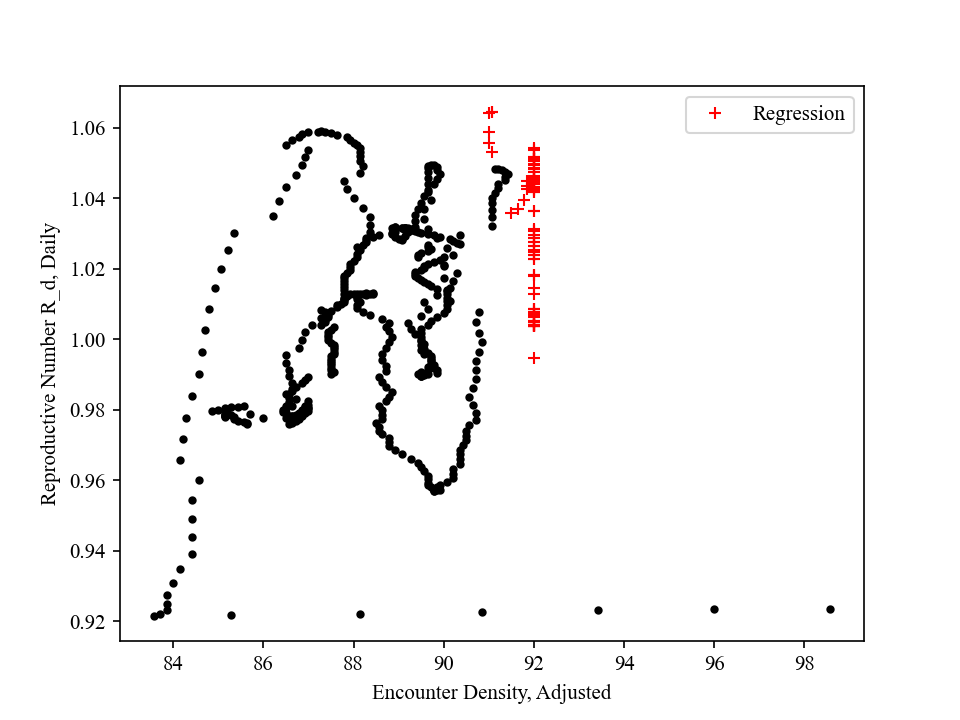 Regression
1.06
1.04
1.02
1.00
0.98
0.96
0.94
0.92
Reproductive Number R_d, Daily
84 86 88 90 92 94 96 98
Encounter Density, Adjusted